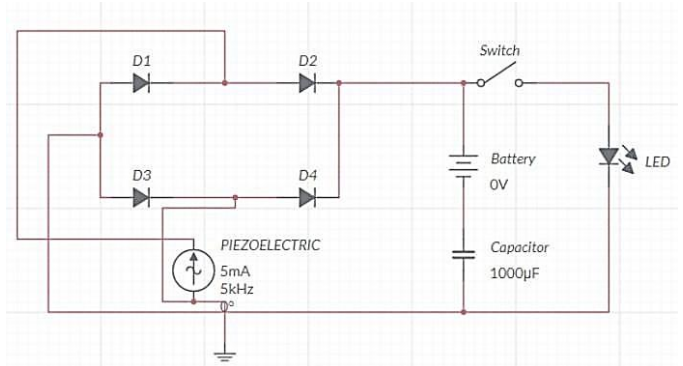 Switch
D1
D2
Battery
LED
0V
D3
D4
PIEZOELECTRIC
Capacitor
5mA
1000µF
5kHz
0°